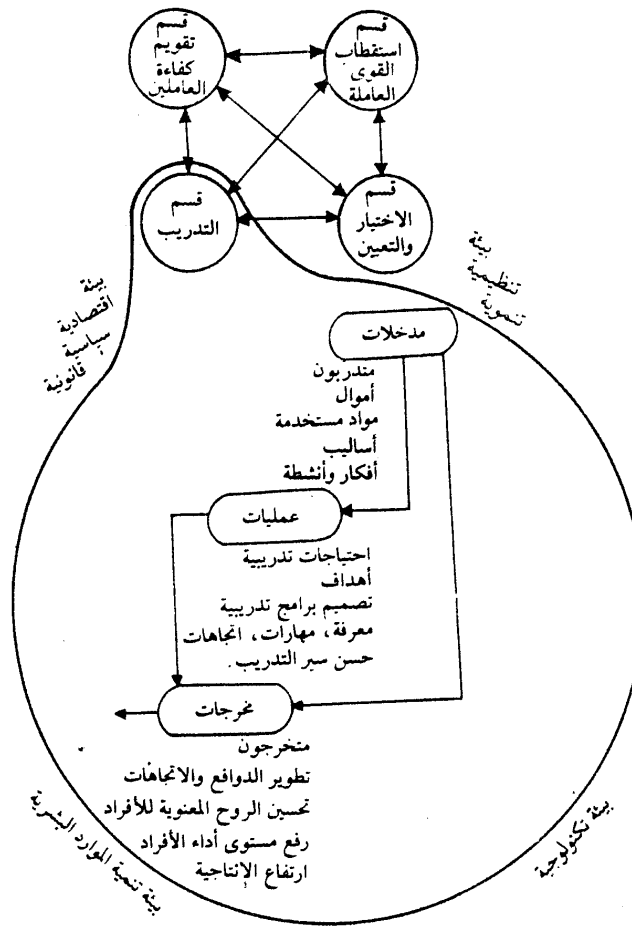 قسم
استقطاب
القوى
العاملة
قسم
تقويم
كفاءة
العاملين
قسم
الاختيار
والتعيين
قسم
التدريب
بيئة
تنظيمية
تنموية
بيئة
اقتصادية
سياسية
قانونية
مدخلات
متدربون
أموال
مواد مستخدمة
أساليب
أفكار وأنشطة
عمليات
احتياجات تدريبية
أهداف
تصميم برامج تدريبية
معرفة، مهارات، اتجاهات
حسن سير التدريب.
مخرجات
متخرجون
تطوير الدوافع والاتجاهات
تحسين الروح المعنوية للأفراد
رفع مستوى أداء الأفراد
ارتفاع الإنتاجية
بيئة تكنولوجية
بيئة تنمية الموارد البشرية